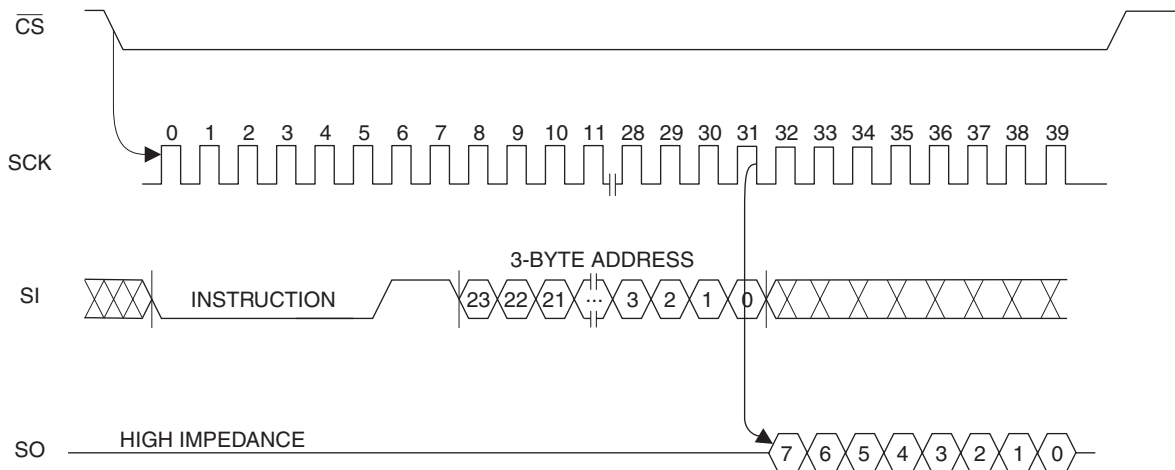 CS
0 1 2 3 4 5 6 7 8 9 10 11 28 29 30 31 32 33 34 35 36 37 38 39
SCK
3-BYTE ADDRESS
SI INSTRUCTION 23 22 21 ... 3 2 1 0
HIGH IMPEDANCE
SO 7 6 5 4 3 2 1 0